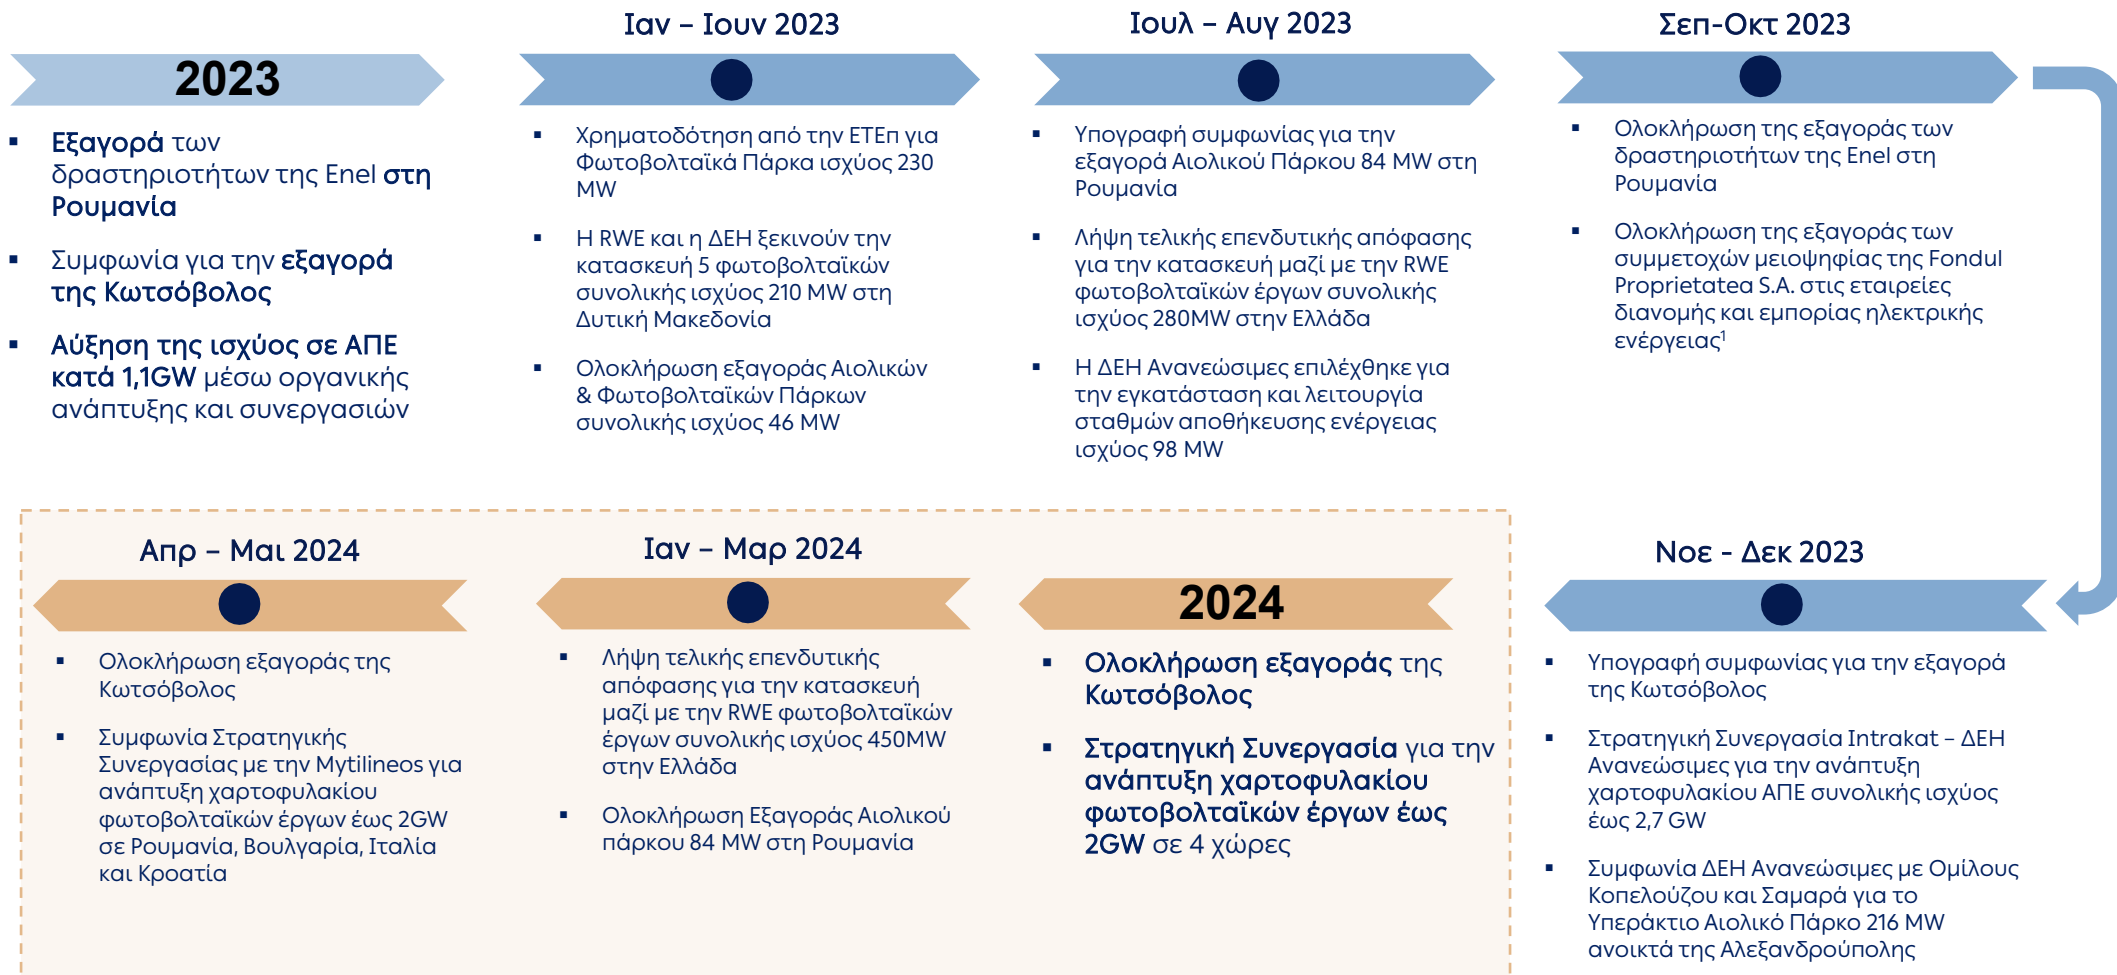 2023
▪ Εξαγορά των
δραστηριοτήτων της Enel στη
Ρουμανία
▪ Συμφωνία για την εξαγορά
της Κωτσόβολος
▪ Αύξηση της ισχύος σε ΑΠΕ
κατά 1,1GW μέσω οργανικής
ανάπτυξης και συνεργασιών
Ιαν – Ιουν 2023
▪ Χρηματοδότηση από την ΕΤΕπ για
Φωτοβολταϊκά Πάρκα ισχύος 230
MW
▪ Η RWE και η ΔΕΗ ξεκινούν την
κατασκευή 5 φωτοβολταϊκών
συνολικής ισχύος 210 MW στη
Δυτική Μακεδονία
▪ Ολοκλήρωση εξαγοράς Αιολικών
& Φωτοβολταϊκών Πάρκων
συνολικής ισχύος 46 MW
Ιουλ – Αυγ 2023
▪ Υπογραφή συμφωνίας για την
εξαγορά Αιολικού Πάρκου 84 MW στη
Ρουμανία
▪ Λήψη τελικής επενδυτικής απόφασης
για την κατασκευή μαζί με την RWE
φωτοβολταϊκών έργων συνολικής
ισχύος 280MW στην Ελλάδα
▪ Η ΔΕΗ Ανανεώσιμες επιλέχθηκε για
την εγκατάσταση και λειτουργία
σταθμών αποθήκευσης ενέργειας
ισχύος 98 MW
Σεπ-Οκτ 2023
▪ Ολοκλήρωση της εξαγοράς των
δραστηριοτήτων της Enel στη
Ρουμανία
▪ Ολοκλήρωση της εξαγοράς των
συμμετοχών μειοψηφίας της Fondul
Proprietatea S.A. στις εταιρείες
διανομής και εμπορίας ηλεκτρικής
ενέργειας¹
Νοε - Δεκ 2023
▪ Υπογραφή συμφωνίας για την εξαγορά
της Κωτσόβολος
▪ Στρατηγική Συνεργασία Intrakat – ΔΕΗ
Ανανεώσιμες για την ανάπτυξη
χαρτοφυλακίου ΑΠΕ συνολικής ισχύος
έως 2,7 GW
▪ Συμφωνία ΔΕΗ Ανανεώσιμες με Ομίλους
Κοπελούζου και Σαμαρά για το
Υπεράκτιο Αιολικό Πάρκο 216 MW
ανοικτά της Αλεξανδρούπολης
2024
▪ Ολοκλήρωση εξαγοράς της
Κωτσόβολος
▪ Στρατηγική Συνεργασία για την
ανάπτυξη χαρτοφυλακίου
φωτοβολταϊκών έργων έως
2GW σε 4 χώρες
Ιαν – Μαρ 2024
▪ Λήψη τελικής επενδυτικής
απόφασης για την κατασκευή
μαζί με την RWE φωτοβολταϊκών
έργων συνολικής ισχύος 450MW
στην Ελλάδα
▪ Ολοκλήρωση Εξαγοράς Αιολικού
πάρκου 84 MW στη Ρουμανία
Απρ – Μαι 2024
▪ Ολοκλήρωση εξαγοράς της
Κωτσόβολος
▪ Συμφωνία Στρατηγικής
Συνεργασίας με την Mytilineos για
ανάπτυξη χαρτοφυλακίου
φωτοβολταϊκών έργων έως 2GW
σε Ρουμανία, Βουλγαρία, Ιταλία
και Κροατία